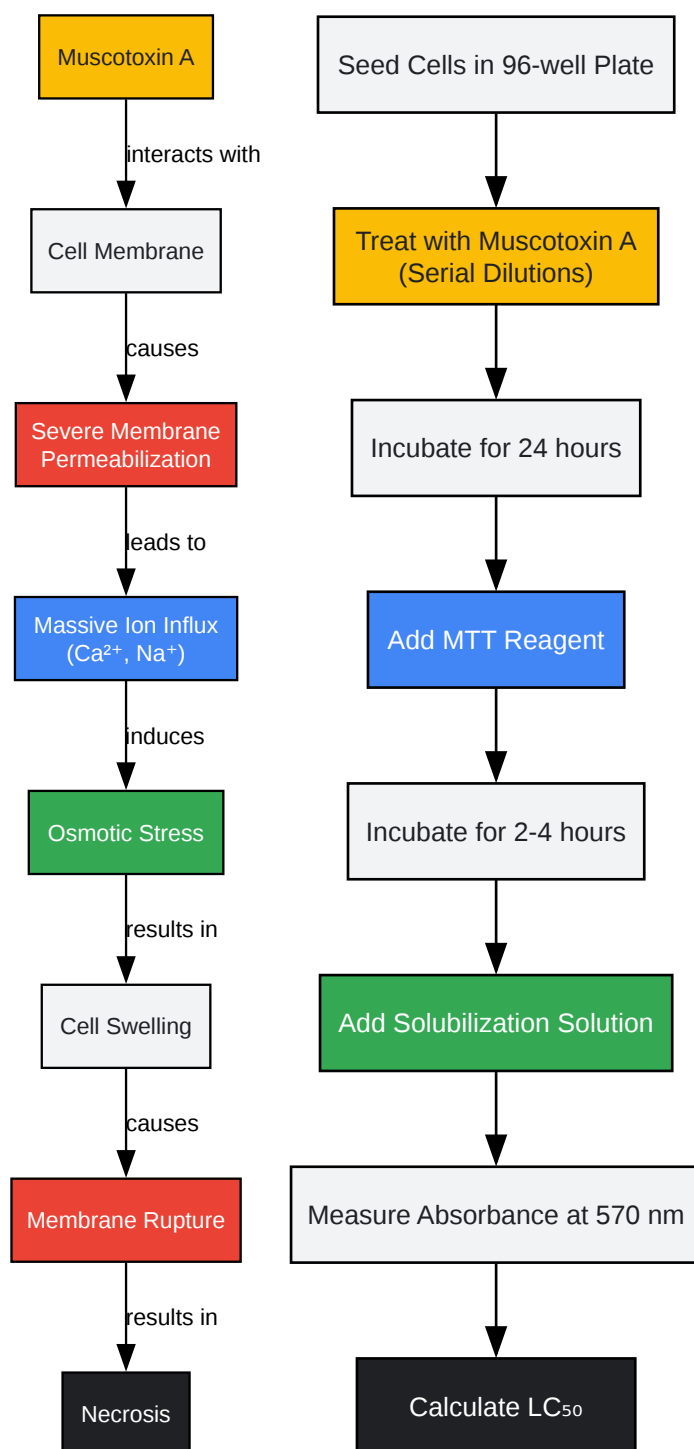 Muscotoxin A
interacts with
Cell Membrane
causes
Severe Membrane
Permeabilization
leads to
Massive Ion Influx
(Ca²⁺, Na⁺)
induces
Osmotic Stress
results in
Cell Swelling
causes
Membrane Rupture
results in
Necrosis
Seed Cells in 96-well Plate
Treat with Muscotoxin A
(Serial Dilutions)
Incubate for 24 hours
Add MTT Reagent
Incubate for 2-4 hours
Add Solubilization Solution
Measure Absorbance at 570 nm
Calculate LC₅₀